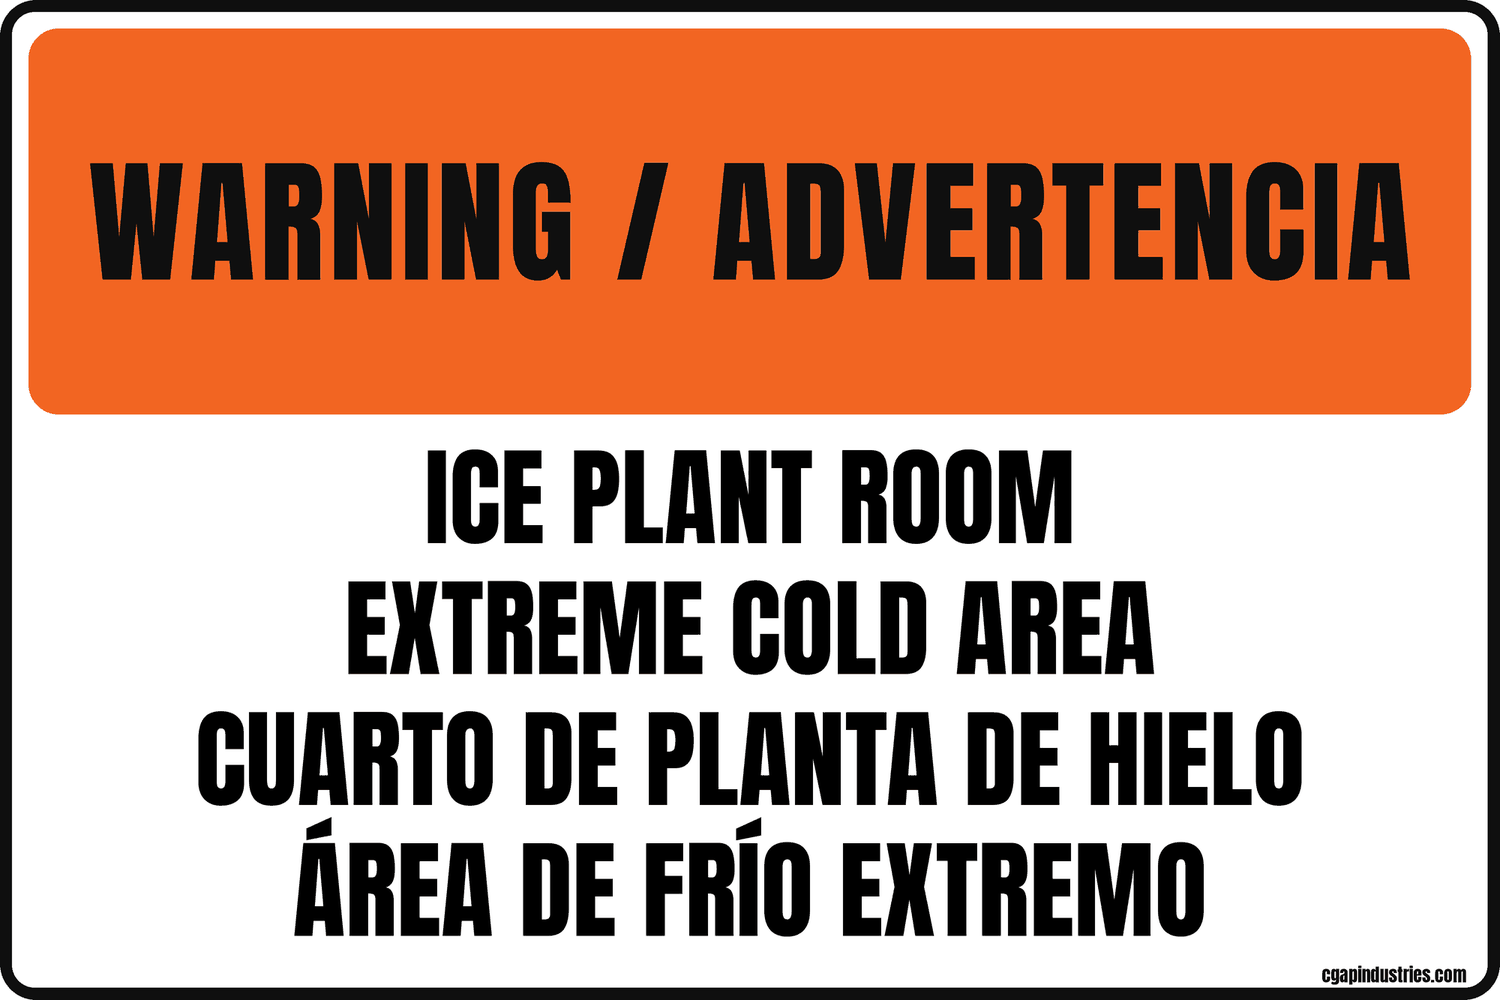 WARNING / ADVERTENCIA
ICE PLANT ROOM
EXTREME COLD AREA
CUARTO DE PLANTA DE HIELO
ÁREA DE FRÍO EXTREMO
cgapindustries.com